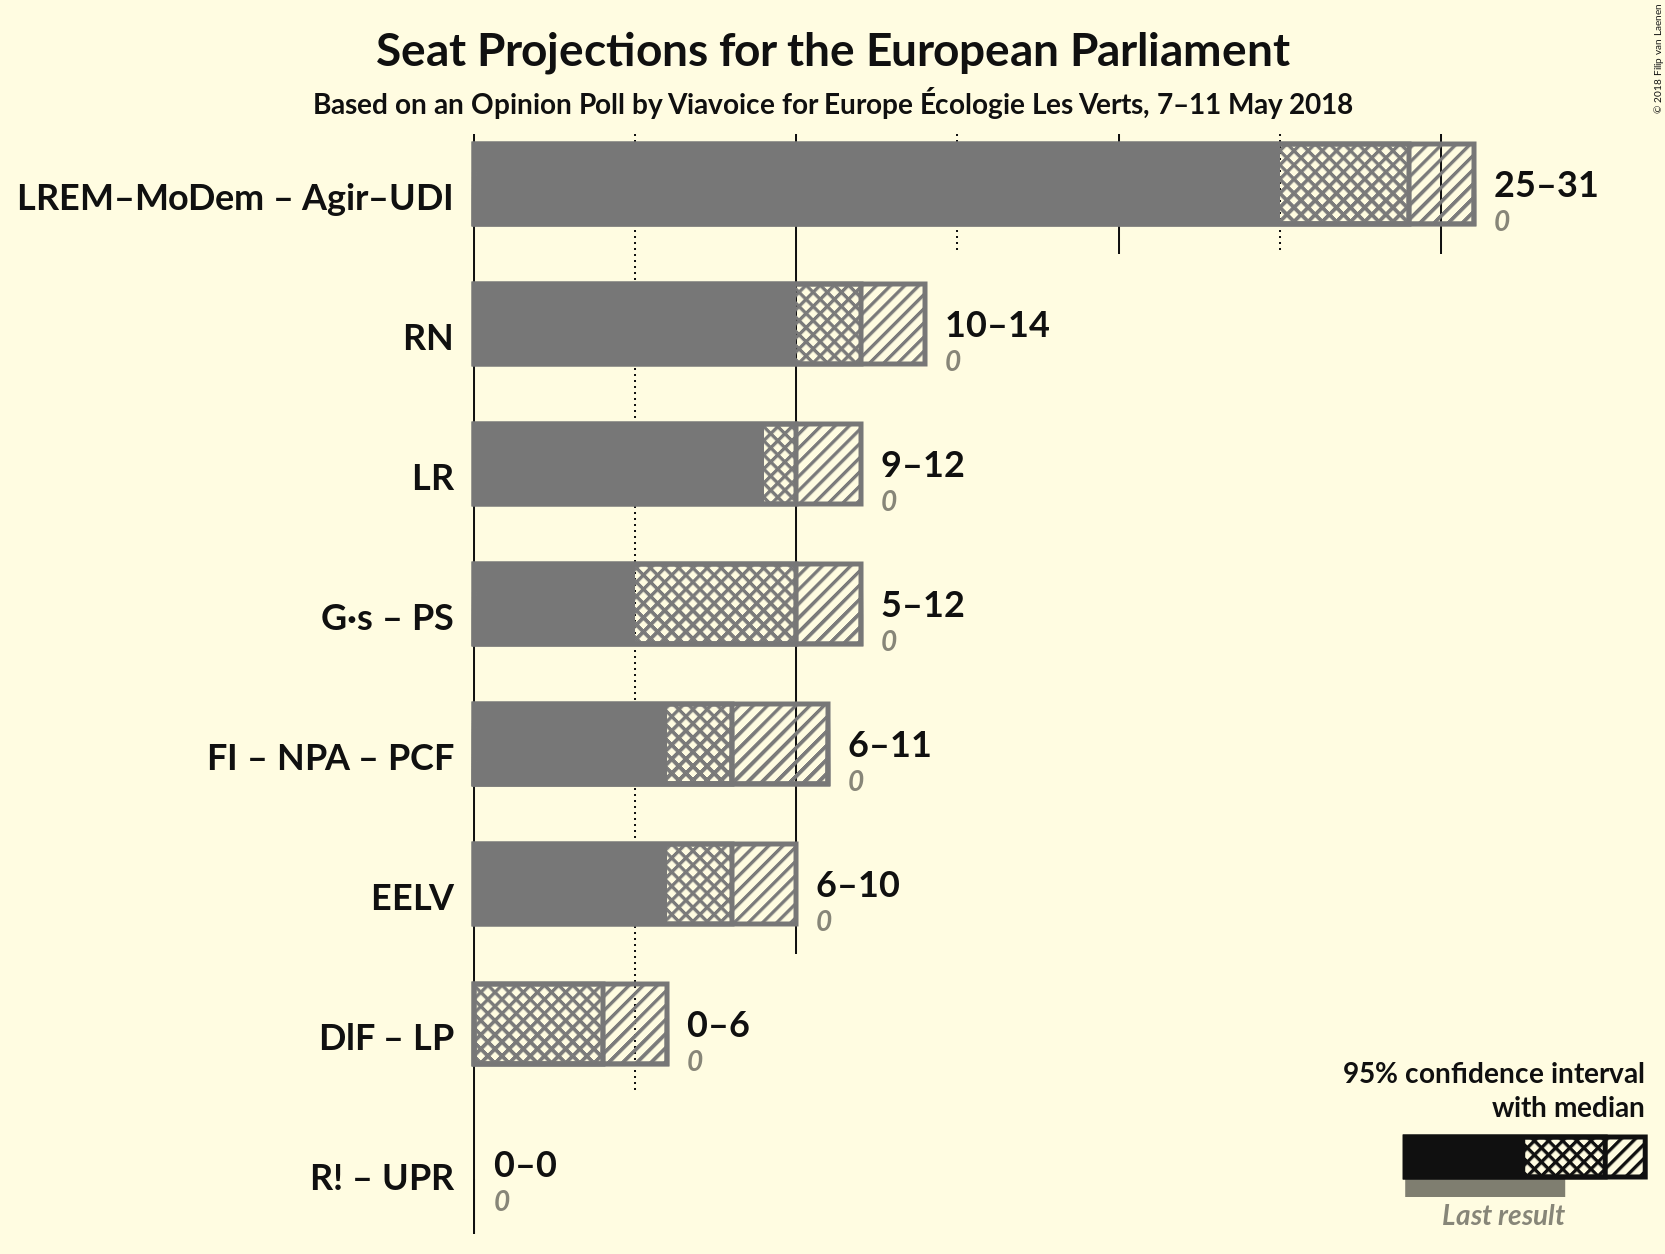 Seat Projections for the European Parliament
Based on an Opinion Poll by Viavoice for Europe Écologie Les Verts, 7–11 May 2018
© 2018 Filip van Laenen
LREM–MoDem – Agir–UDI
25–31
0
RN
10–14
0
LR
9–12
0
G·s – PS
5–12
0
FI – NPA – PCF
6–11
0
EELV
6–10
0
DlF – LP
0–6
0
R! – UPR
0–0
0
95% confidence interval
with median
Last result